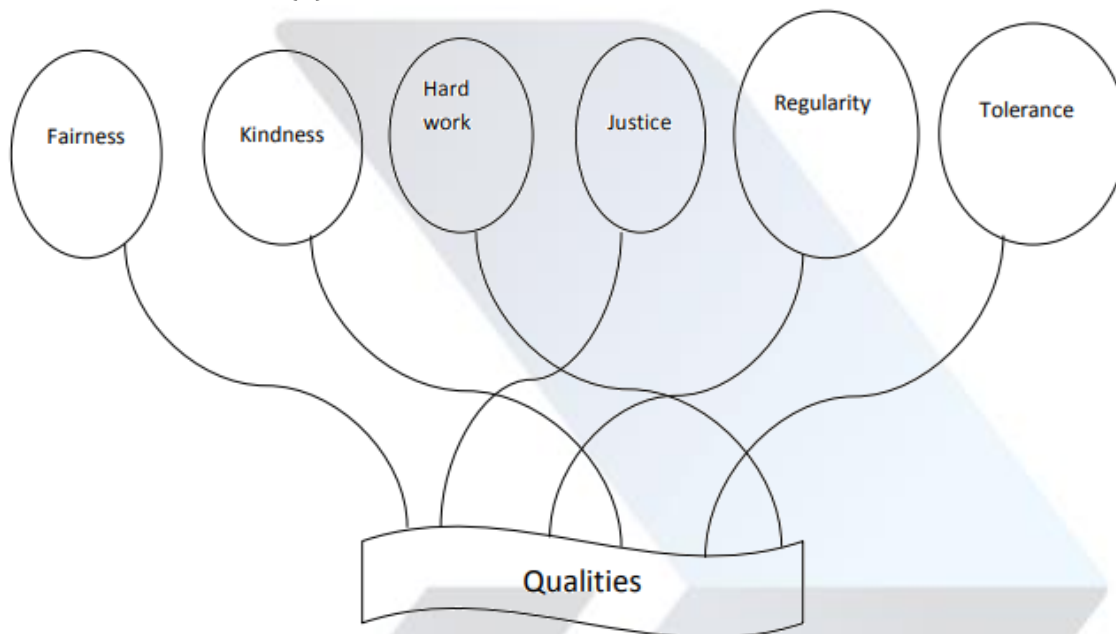 Fairness
Kindness
Hard
work
Justice
Regularity
Tolerance
Qualities